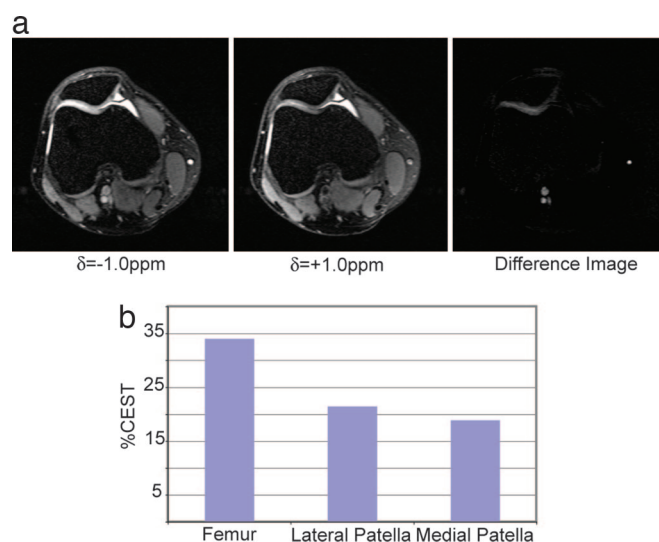 a
δ=-1.0ppm
δ=+1.0ppm
Difference Image
b
%CEST
35
25
15
5
Femur
Lateral Patella
Medial Patella